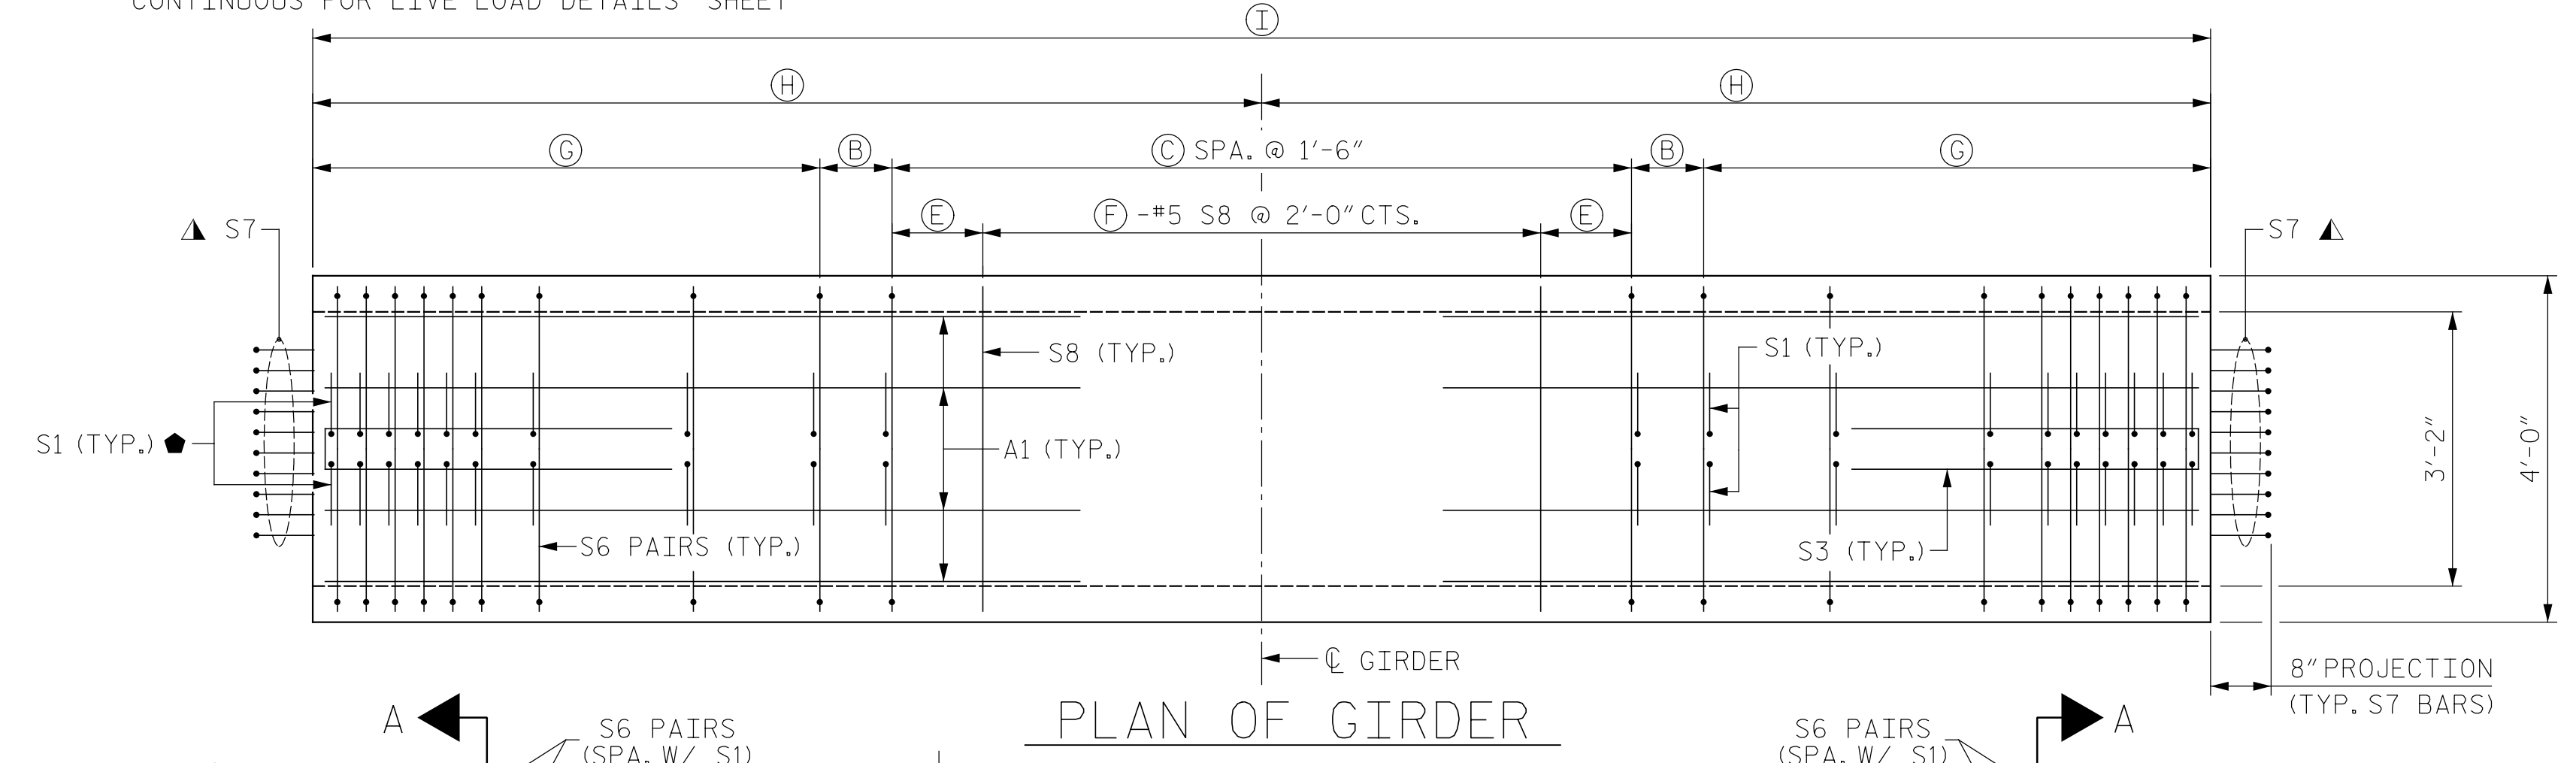 CONTINUOUS FOR LIVE LOAD DETAILS" SHEET
I
H H
G B C SPA. @ 1'-6" B G
E F -#5 S8 @ 2'-0" CTS. E
S7 S7
S8 (TYP.) S1 (TYP.)
S1 (TYP.) A1 (TYP.)
3'-2" 4'-0"
S6 PAIRS (TYP.) S3 (TYP.)
℄ GIRDER
8" PROJECTION
(TYP. S7 BARS)
PLAN OF GIRDER
A A
S6 PAIRS
(SPA. W/ S1)
S6 PAIRS
(SPA. W/ S1)